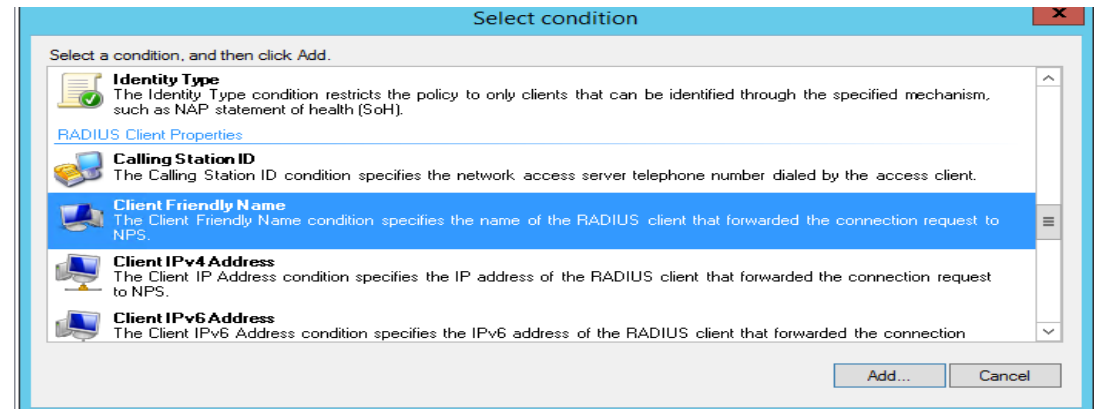 Select condition
x
Select a condition, and then click Add.
Identity Type
The Identity Type condition restricts the policy to only clients that can be identified through the specified mechanism,
such as NAP statement of health (SoH).
RADIUS Client Properties
Calling Station ID
The Calling Station ID condition specifies the network access server telephone number dialed by the access client.
Client Friendly Name
The Client Friendly Name condition specifies the name of the RADIUS client that forwarded the connection request to
NPS.
Client IPv4 Address
The Client IP Address condition specifies the IP address of the RADIUS client that forwarded the connection request
to NPS.
Client IPv6 Address
The Client IPv6 Address condition specifies the IPv6 address of the RADIUS client that forwarded the connection
Add... Cancel